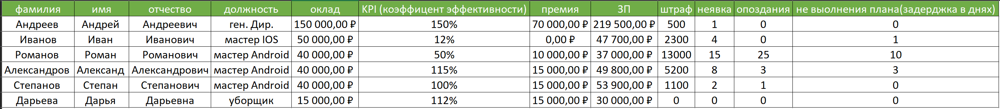 фамилия имя отчество должность оклад KPI (коэффицент эффективности) премия ЗП штраф неявка опоздания не выолнения плана(задерджка в днях)
Андреев Андрей Андреевич ген. Дир. 150 000,00 ₽ 150% 70 000,00 ₽ 219 500,00 ₽ 500 1 0 0
Иванов Иван Иванович мастер IOS 50 000,00 ₽ 12% 0,00 ₽ 47 700,00 ₽ 2300 4 0 1
Романов Роман Романович мастер Android 40 000,00 ₽ 50% 10 000,00 ₽ 37 000,00 ₽ 13000 15 25 10
Александров Александ Александрович мастер Android 40 000,00 ₽ 115% 15 000,00 ₽ 49 800,00 ₽ 5200 8 3 3
Степанов Степан Степанович мастер Android 40 000,00 ₽ 100% 15 000,00 ₽ 53 900,00 ₽ 1100 2 1 0
Дарьева Дарья Дарьевна уборщик 15 000,00 ₽ 112% 15 000,00 ₽ 30 000,00 ₽ 0 0 0 0